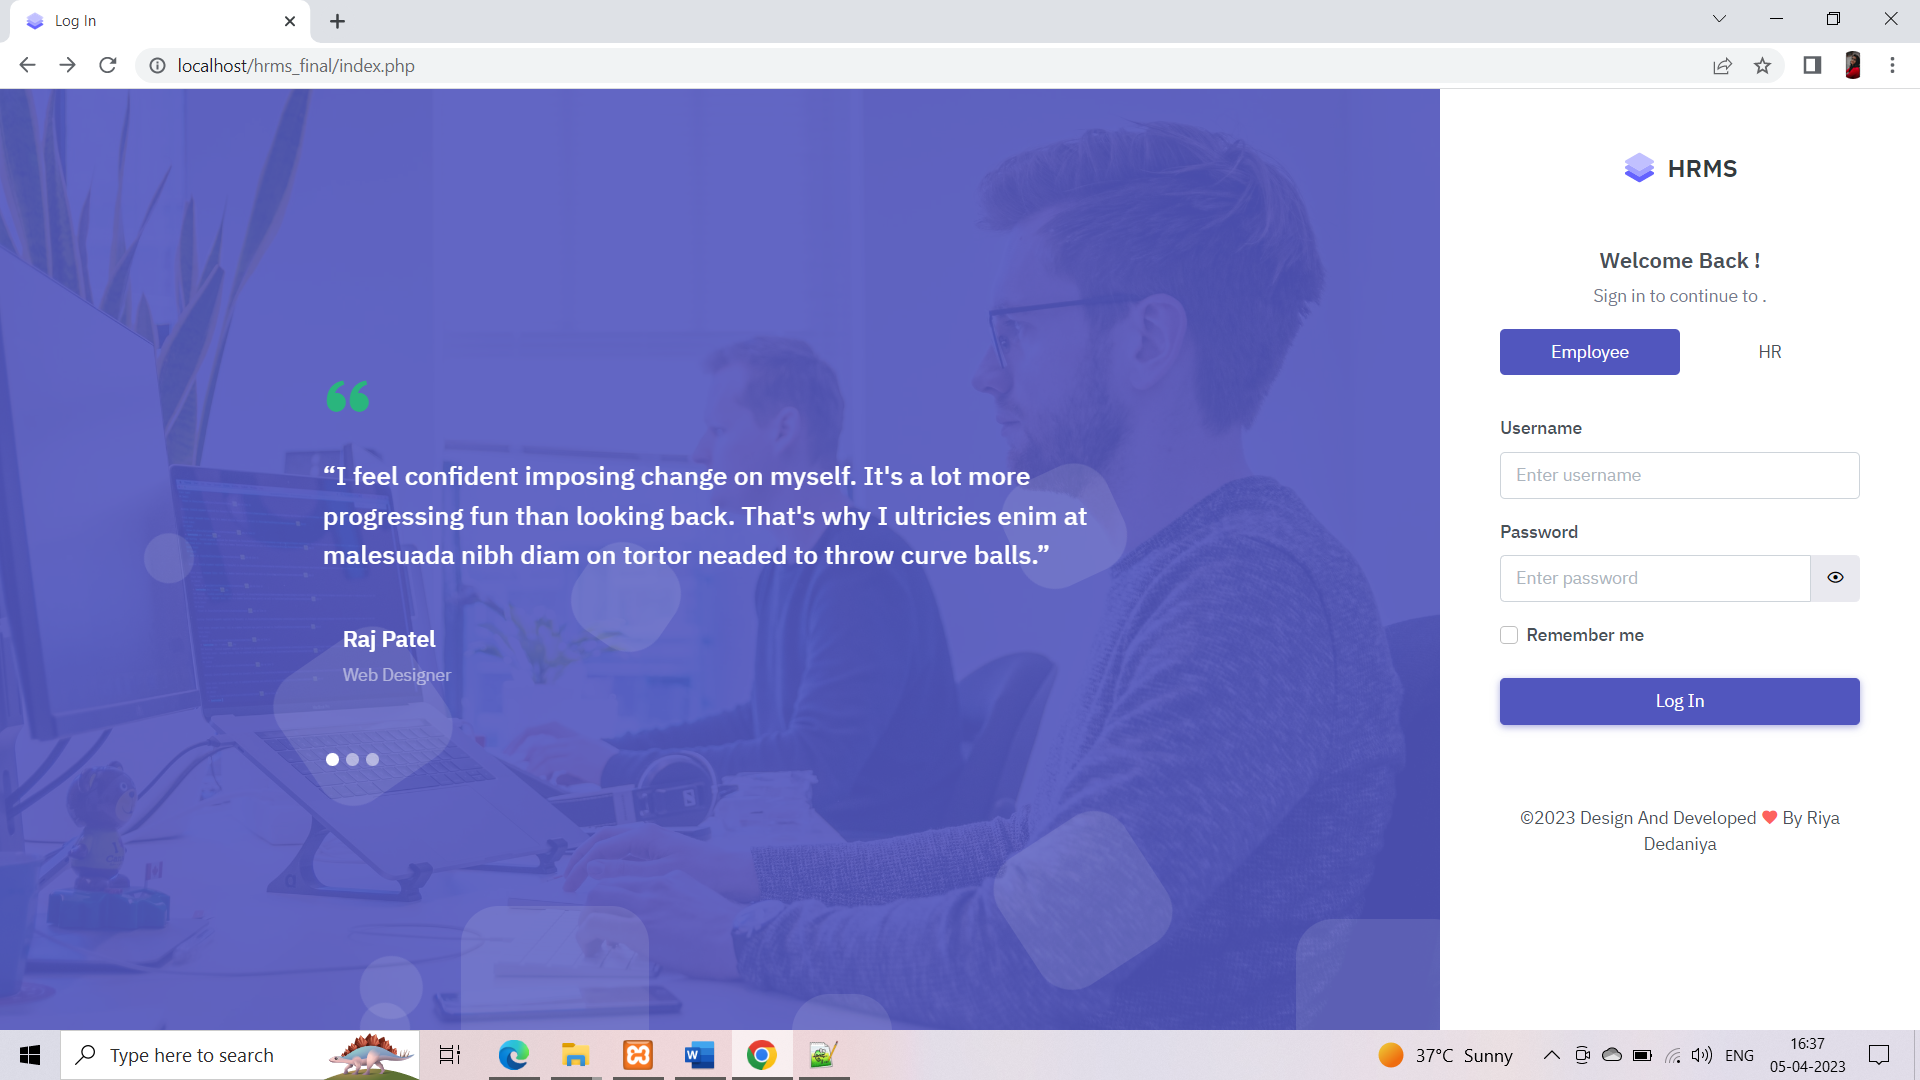 Log In
localhost/hrms_final/index.php
HRMS
Welcome Back !
Sign in to continue to .
Employee
HR
Username
Enter username
Password
Enter password
Remember me
Log In
©2023 Design And Developed ❤ By Riya
Dedaniya
“I feel confident imposing change on myself. It's a lot more
progressing fun than looking back. That's why I ultricies enim at
malesuada nibh diam on tortor neaded to throw curve balls.”
Raj Patel
Web Designer
Type here to search
37°C Sunny
ENG
16:37
05-04-2023